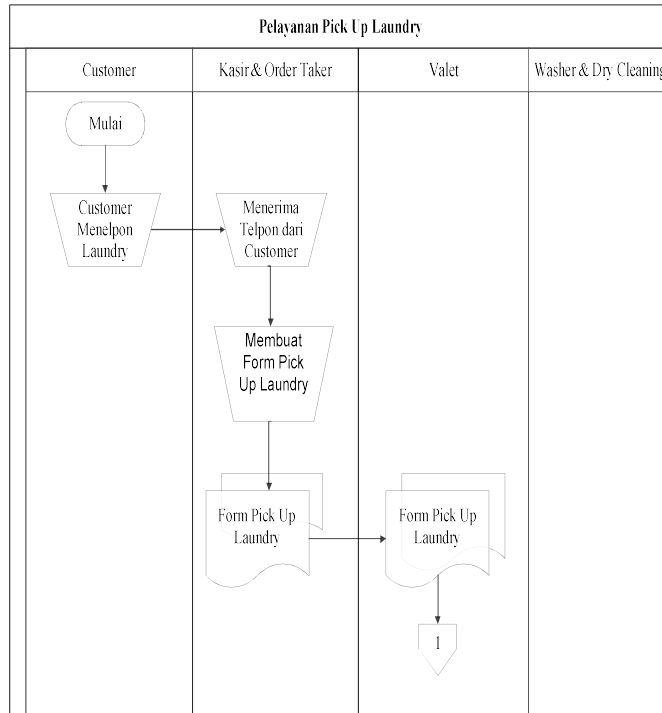 Pelayanan Pick Up Laundry
Customer
Kasir & Order Taker
Valet
Washer & Dry Cleaning
Mulai
Customer
Menelpon
Laundry
Menerima
Telpon dari
Customer
Membuat
Form Pick
Up Laundry
Form Pick Up
Laundry
Form Pick Up
Laundry
1